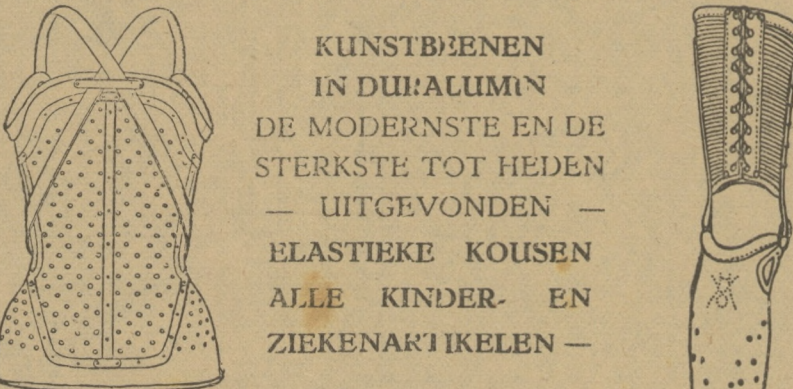 KUNSTBEENEN
IN DURALUMIN
DE MODERNSTE EN DE
STERKSTE TOT HEDEN
— UITGEVONDEN —
ELASTIEKE KOUSEN
ALLE KINDER- EN
ZIEKENARTIKELEN —